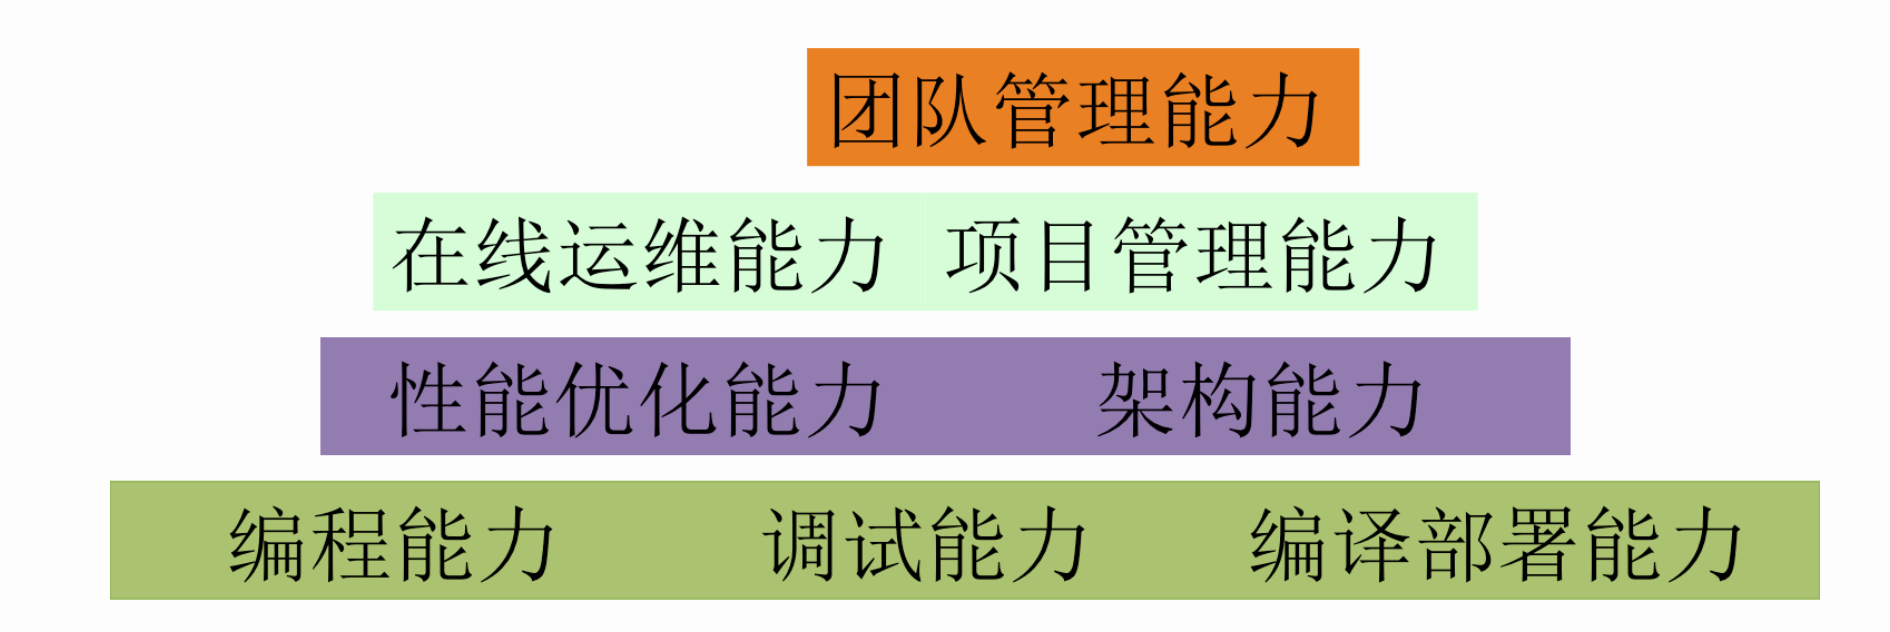 团队管理能力
在线运维能力 项目管理能力
性能优化能力 架构能力
编程能力 调试能力 编译部署能力